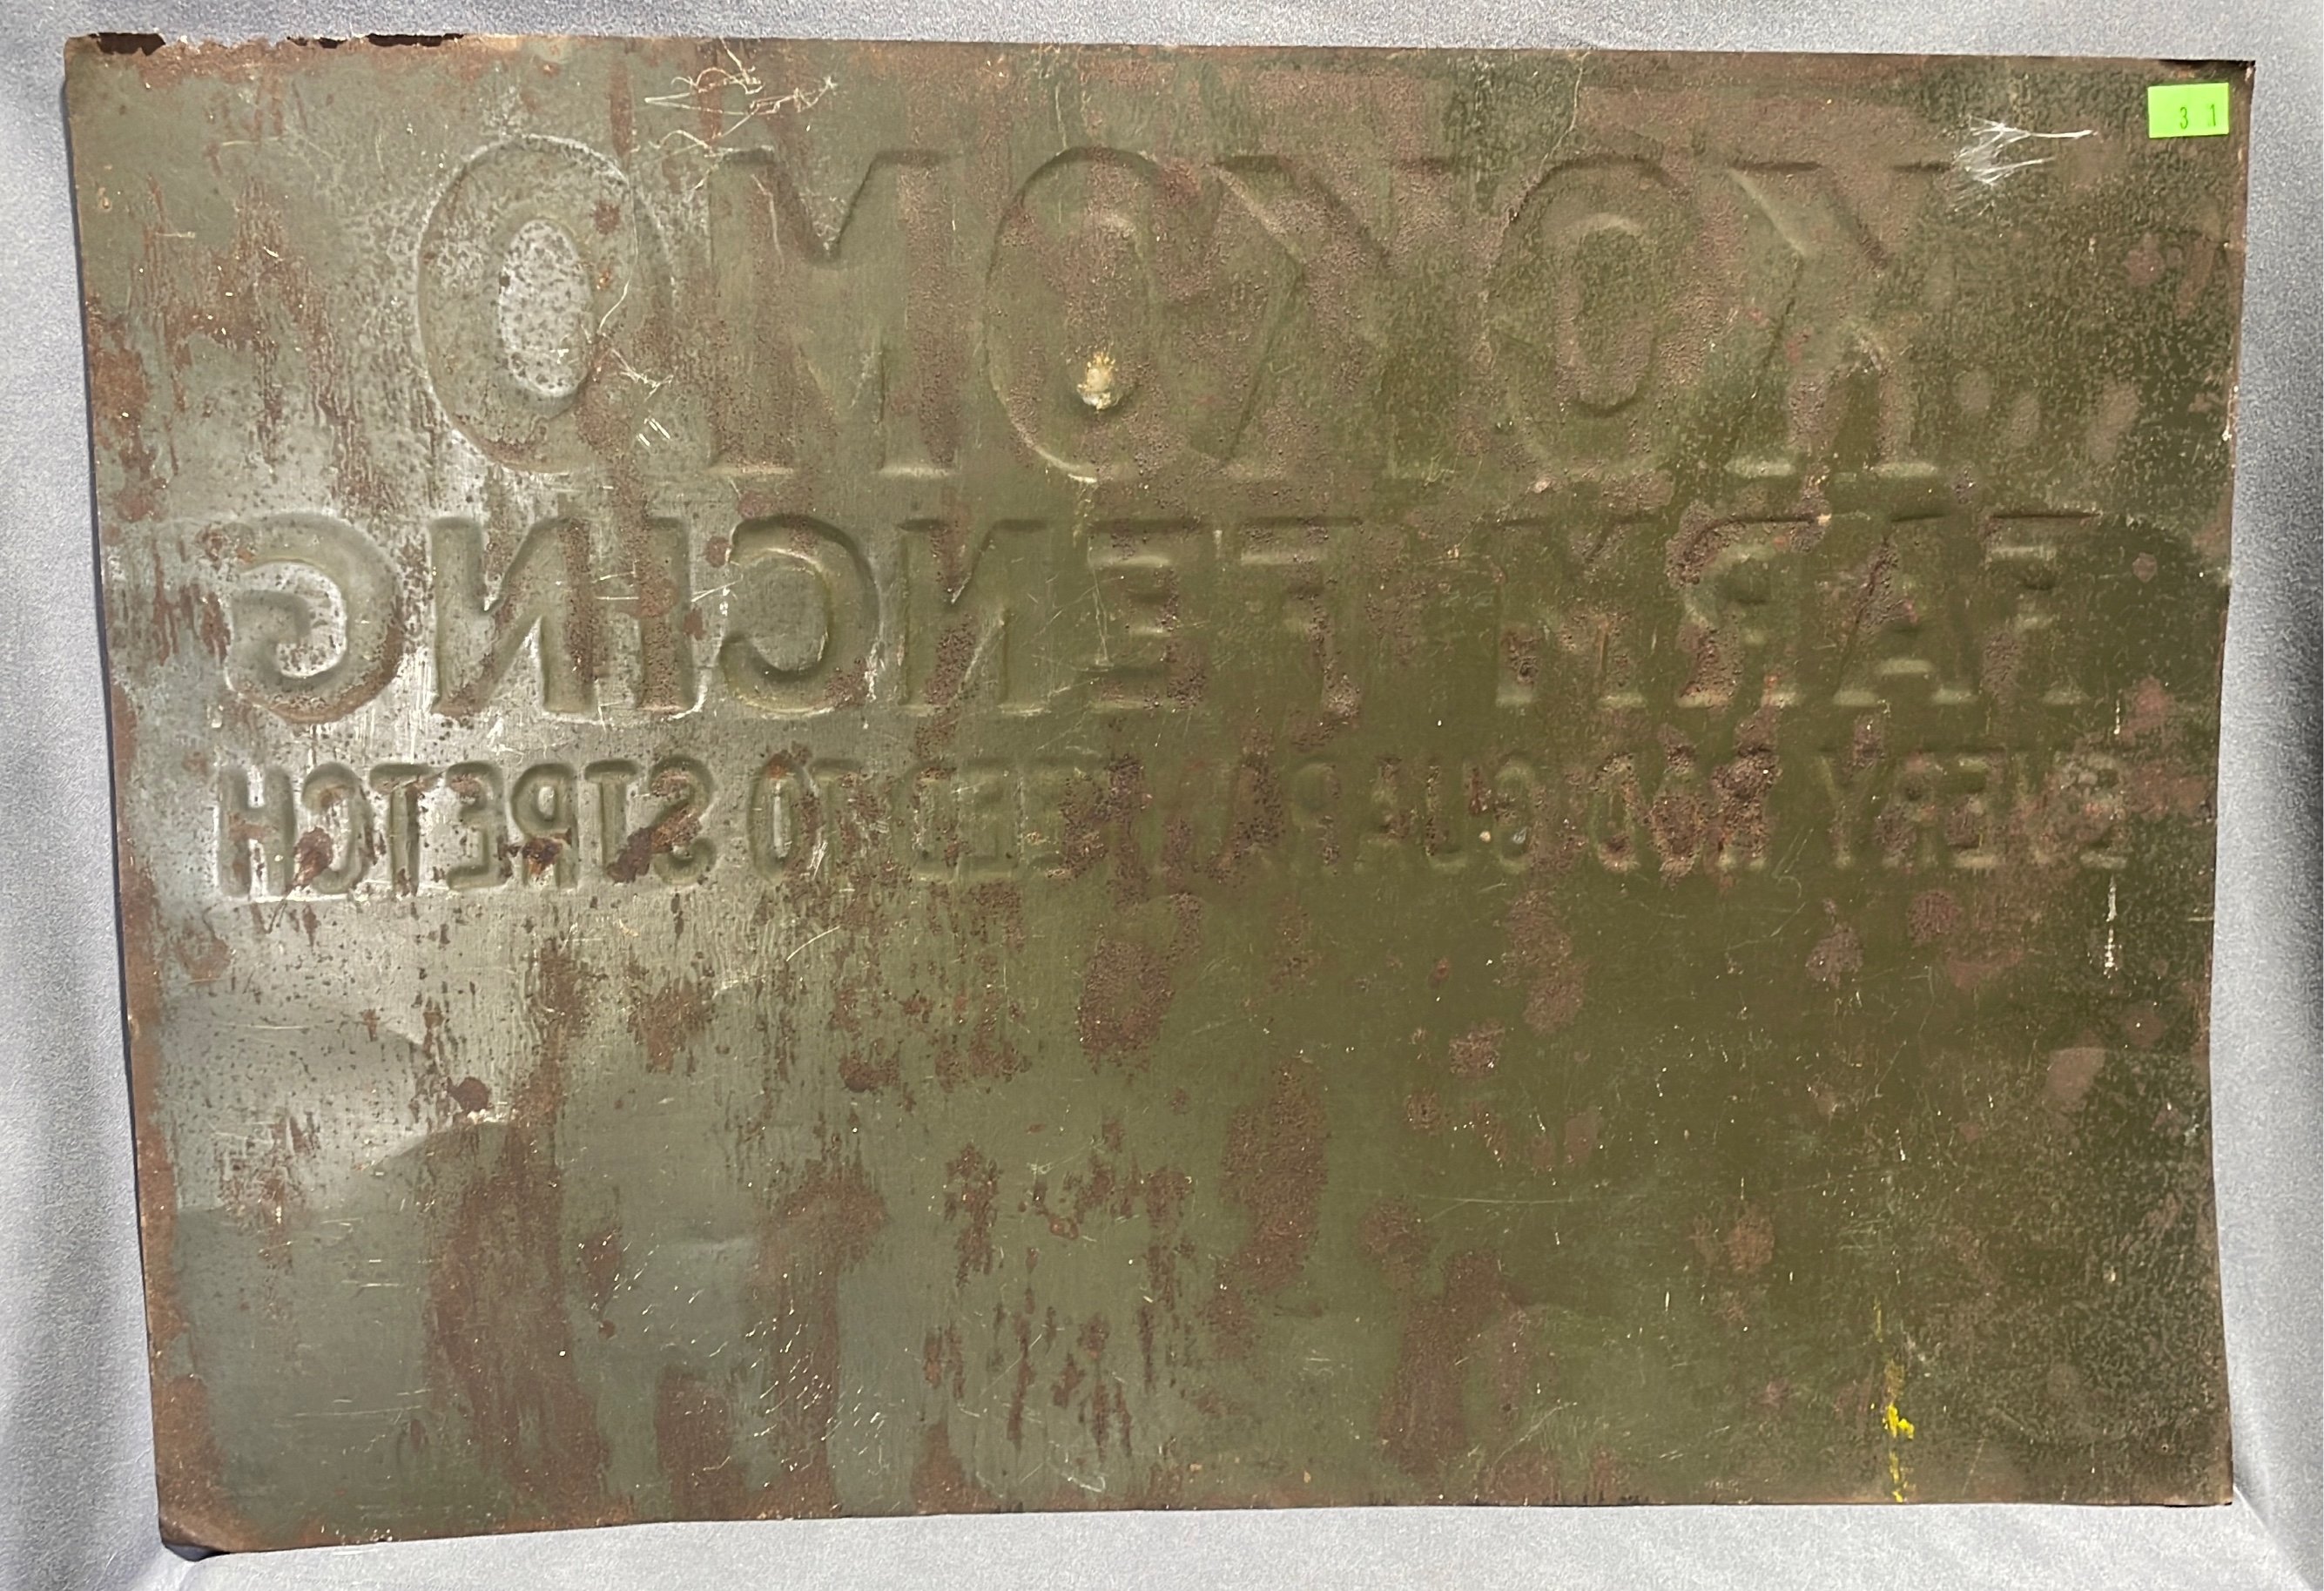 KOKOMO
FARM FENCING
EVERY ROD GUARANTEED TO STRETCH
31